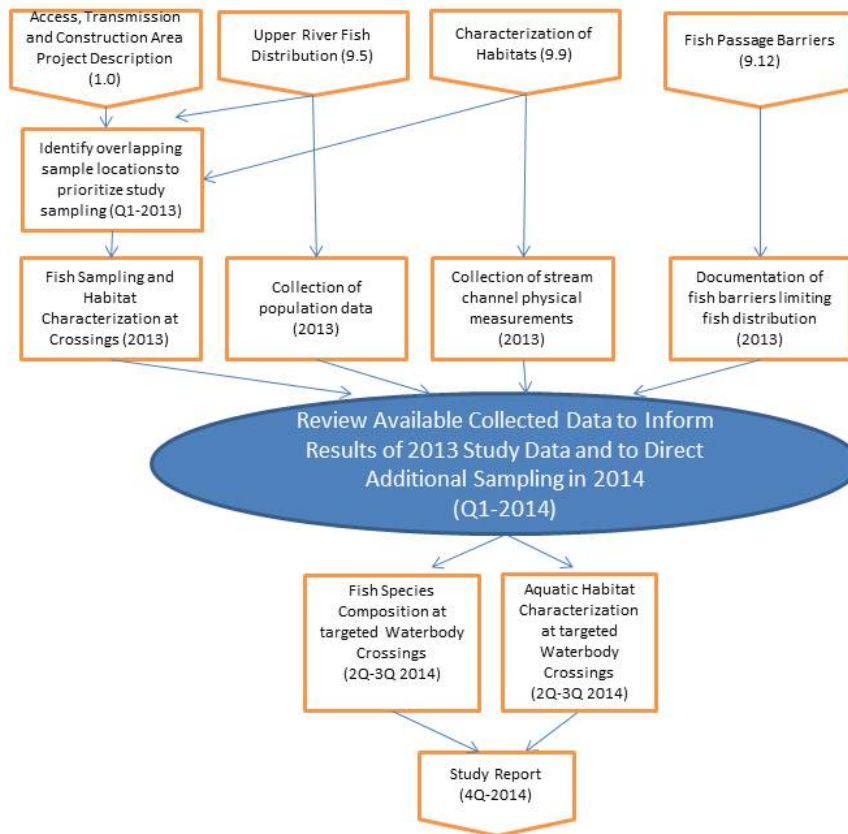 Access, Transmission
and Construction Area
Project Description
(1.0)
Upper River Fish
Distribution (9.5)
Characterization of
Habitats (9.9)
Fish Passage Barriers
(9.12)
Identify overlapping
sample locations to
prioritize study
sampling (Q1-2013)
Fish Sampling and
Habitat
Characterization at
Crossings (2013)
Collection of
population data
(2013)
Collection of stream
channel physical
measurements
(2013)
Documentation of
fish barriers limiting
fish distribution
(2013)
Review Available Collected Data to Inform
Results of 2013 Study Data and to Direct
Additional Sampling in 2014
(Q1-2014)
Fish Species
Composition at
targeted Waterbody
Crossings
(2Q-3Q 2014)
Aquatic Habitat
Characterization
at targeted
Waterbody
Crossings
(2Q-3Q 2014)
Study Report
(4Q-2014)